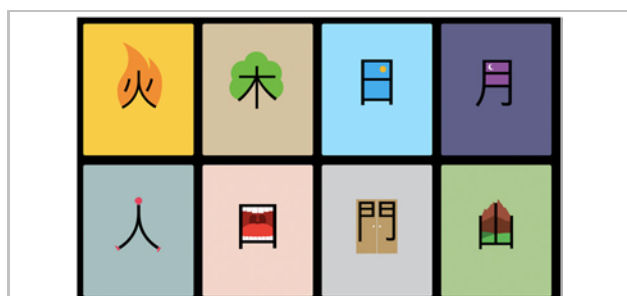 火 木 日 月
人 口 門 山